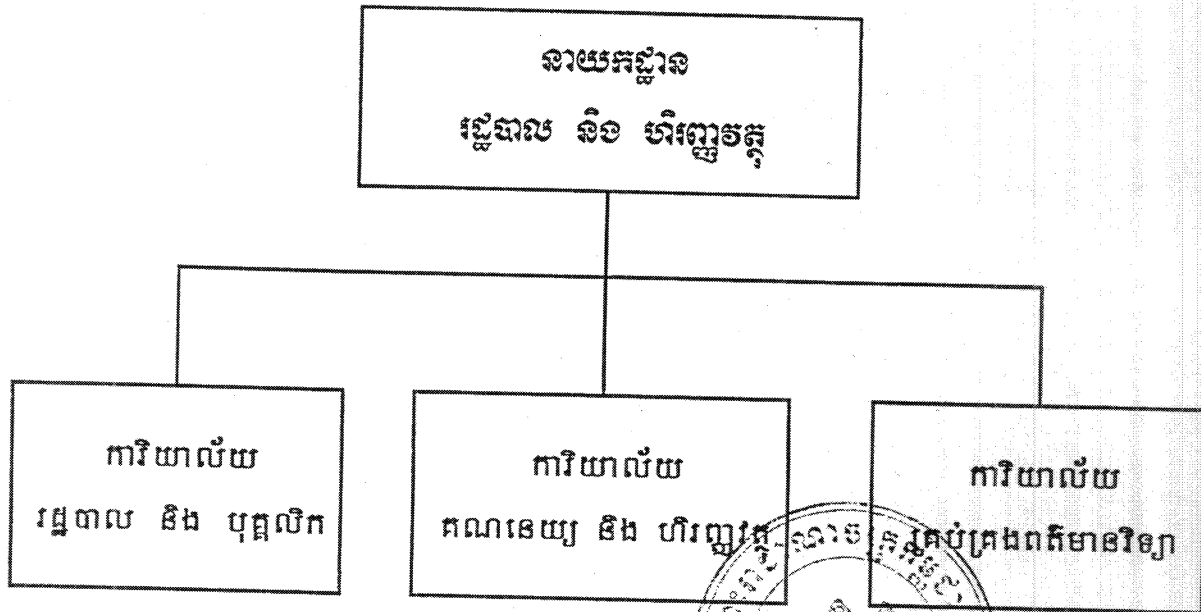 នាយកដ្ឋាន
រដ្ឋបាល និង ហិរញ្ញវត្ថុ
ការិយាល័យ
រដ្ឋបាល និង បុគ្គលិក
ការិយាល័យ
គណនេយ្យ និង ហិរញ្ញវត្ថុ
ការិយាល័យ
គ្រប់គ្រងពត៌មានវិទ្យា